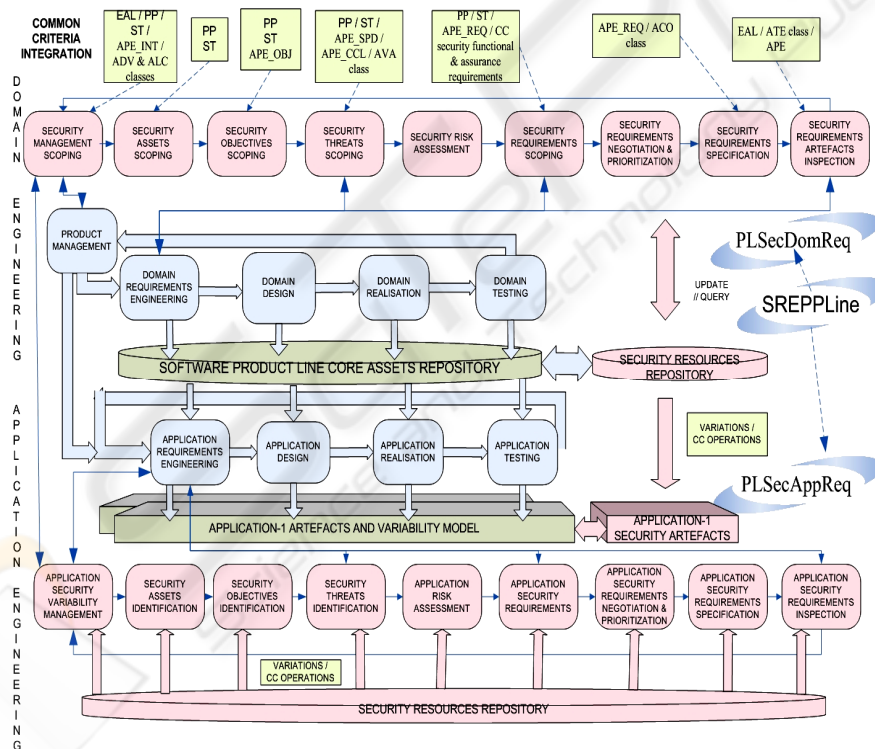 COMMON
CRITERIA
INTEGRATION
EAL / PP /
ST /
APE_INT /
ADV & ALC
classes
PP
ST
PP
ST
APE_OBJ
PP / ST /
APE_SPD /
APE_CCL / AVA
class
PP / ST /
APE_REQ / CC
security functional
& assurance
requirements
APE_REQ / ACO
class
EAL / ATE class /
APE
DOMAIN
ENGINEERING
SECURITY
MANAGEMENT
SCOPING
SECURITY
ASSETS
SCOPING
SECURITY
OBJECTIVES
SCOPING
SECURITY
THREATS
SCOPING
SECURITY RISK
ASSESSMENT
SECURITY
REQUIREMENTS
SCOPING
SECURITY
REQUIREMENTS
NEGOTIATION &
PRIORITIZATION
SECURITY
REQUIREMENTS
SPECIFICATION
SECURITY
REQUIREMENTS
ARTEFACTS
INSPECTION
PRODUCT
MANAGEMENT
DOMAIN
REQUIREMENTS
ENGINEERING
DOMAIN
DESIGN
DOMAIN
REALISATION
DOMAIN
TESTING
UPDATE
// QUERY
PLSecDomReq
SREPPLine
PLSecAppReq
SOFTWARE PRODUCT LINE CORE ASSETS REPOSITORY
SECURITY RESOURCES
REPOSITORY
VARIATIONS /
CC OPERATIONS
APPLICATION
ENGINEERING
APPLICATION
REQUIREMENTS
ENGINEERING
APPLICATION
DESIGN
APPLICATION
REALISATION
APPLICATION
TESTING
APPLICATION-1 ARTEFACTS AND VARIABILITY MODEL
APPLICATION-1
SECURITY ARTEFACTS
APPLICATION
SECURITY
VARIABILITY
MANAGEMENT
SECURITY
ASSETS
IDENTIFICATION
SECURITY
OBJECTIVES
IDENTIFICATION
SECURITY
THREATS
IDENTIFICATION
APPLICATION
RISK
ASSESSMENT
APPLICATION
SECURITY
REQUIREMENTS
APPLICATION
SECURITY
REQUIREMENTS
NEGOTIATION &
PRIORITIZATION
APPLICATION
SECURITY
REQUIREMENTS
SPECIFICATION
APPLICATION
SECURITY
REQUIREMENTS
INSPECTION
VARIATIONS /
CC OPERATIONS
SECURITY RESOURCES REPOSITORY